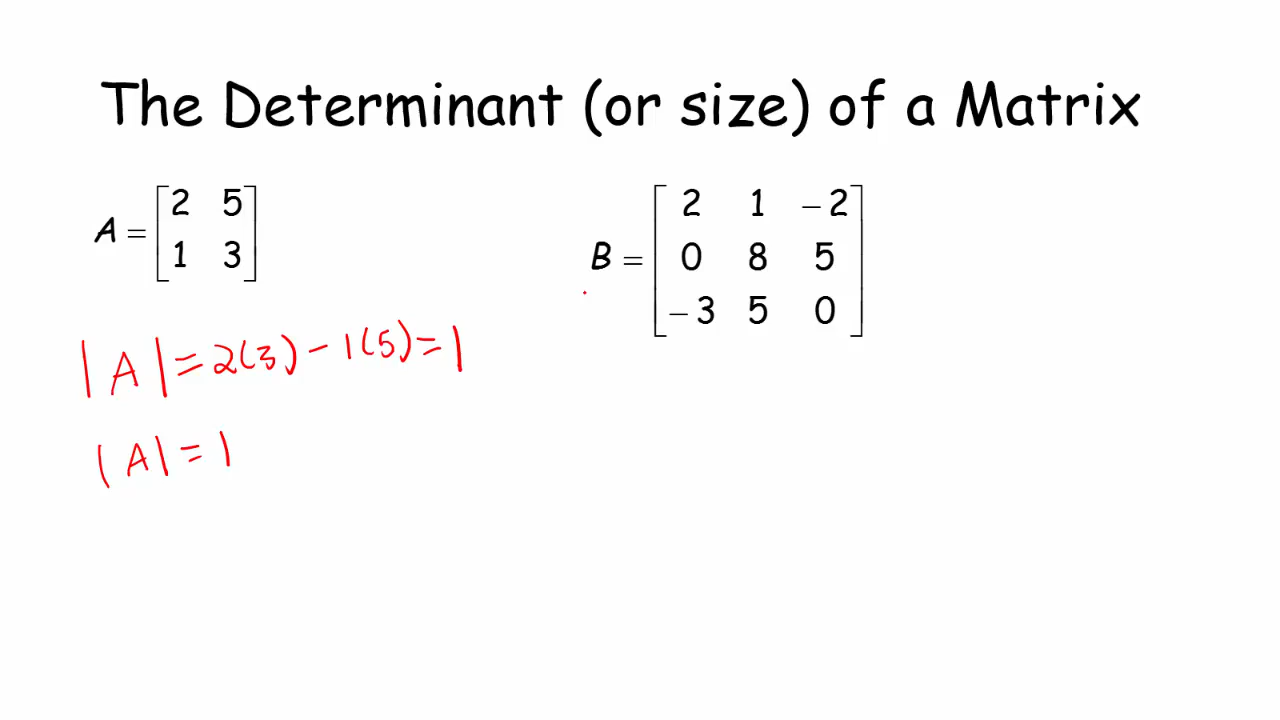 The Determinant (or size) of a Matrix
A = [2 5
1 3]
|A| = 2(3) - 1(5) = 1
|A| = 1
B = [2 1 -2
0 8 5
-3 5 0]